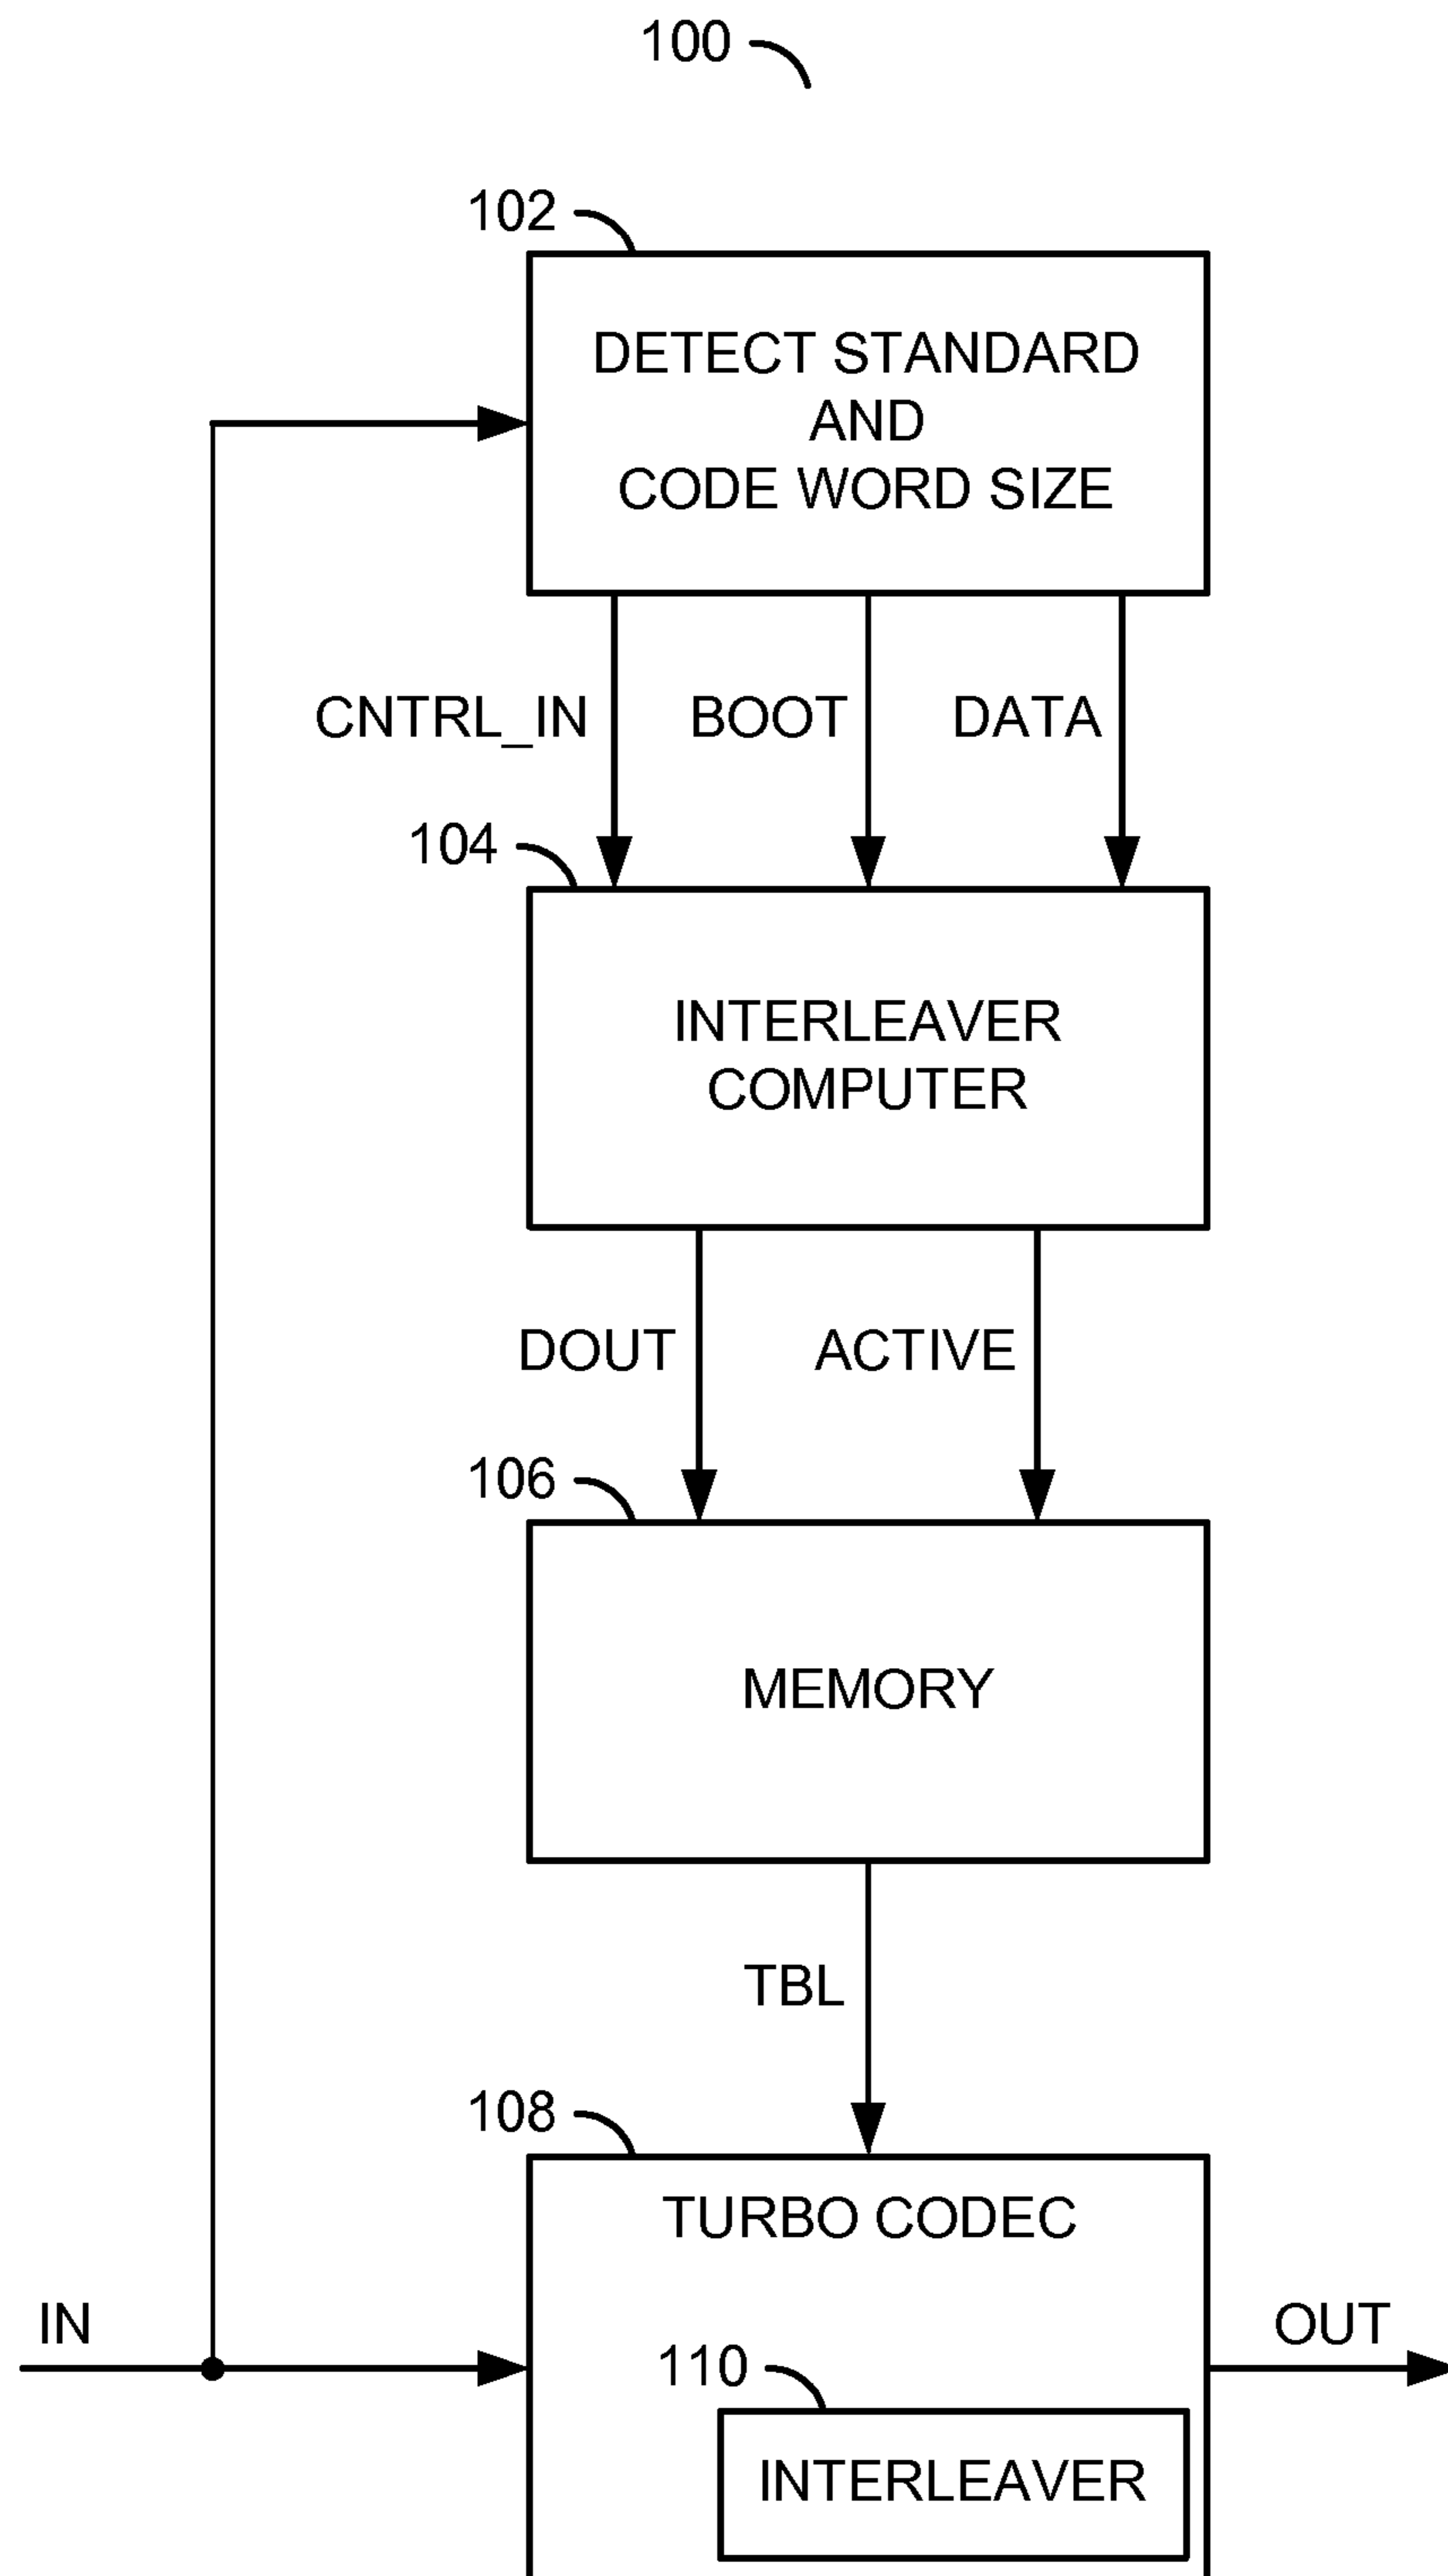 100
102
DETECT STANDARD
AND
CODE WORD SIZE
CNTRL_IN
BOOT
DATA
104
INTERLEAVER
COMPUTER
DOUT
ACTIVE
106
MEMORY
TBL
108
TURBO CODEC
IN
OUT
110
INTERLEAVER